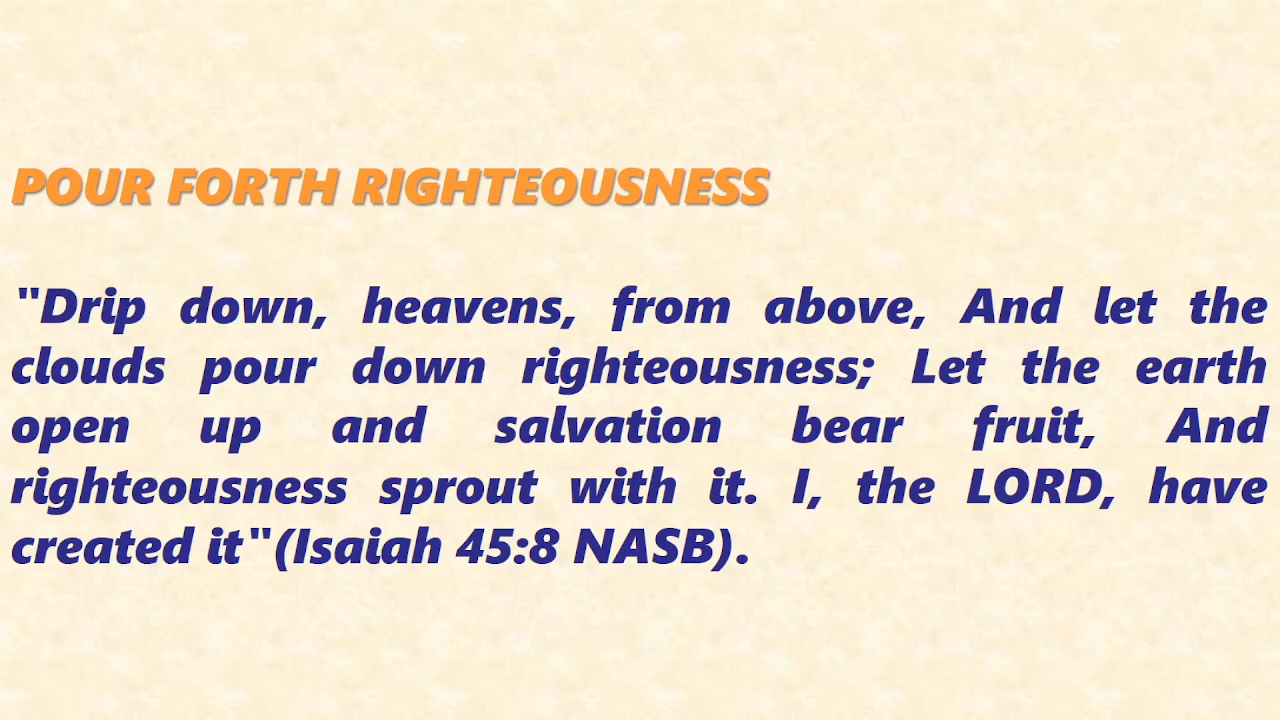 POUR FORTH RIGHTEOUSNESS
"Drip down, heavens, from above, And let the
clouds pour down righteousness; Let the earth
open up and salvation bear fruit, And
righteousness sprout with it. I, the LORD, have
created it"(Isaiah 45:8 NASB).